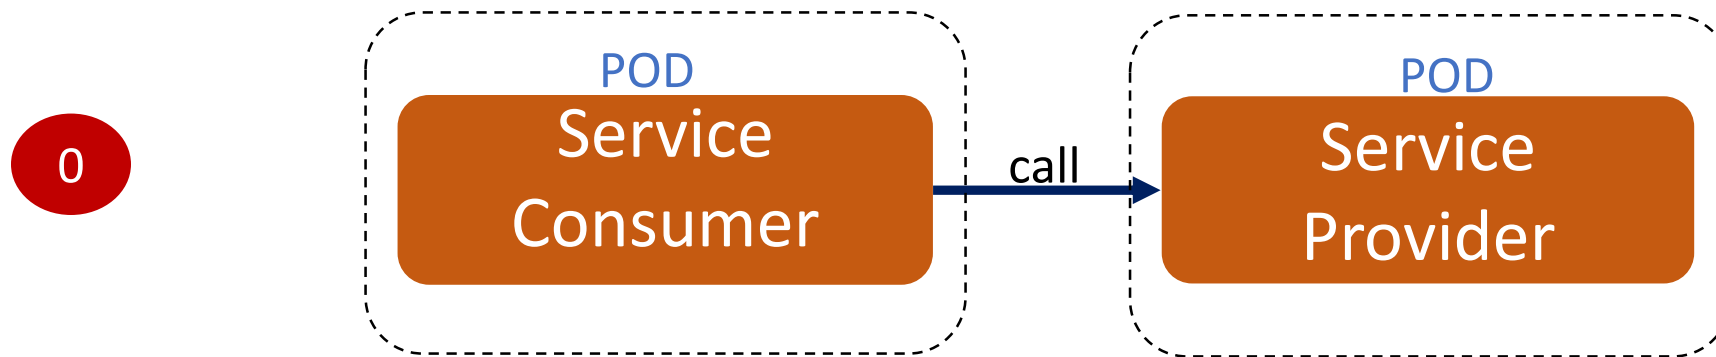 0
POD
Service
Consumer
call
POD
Service
Provider